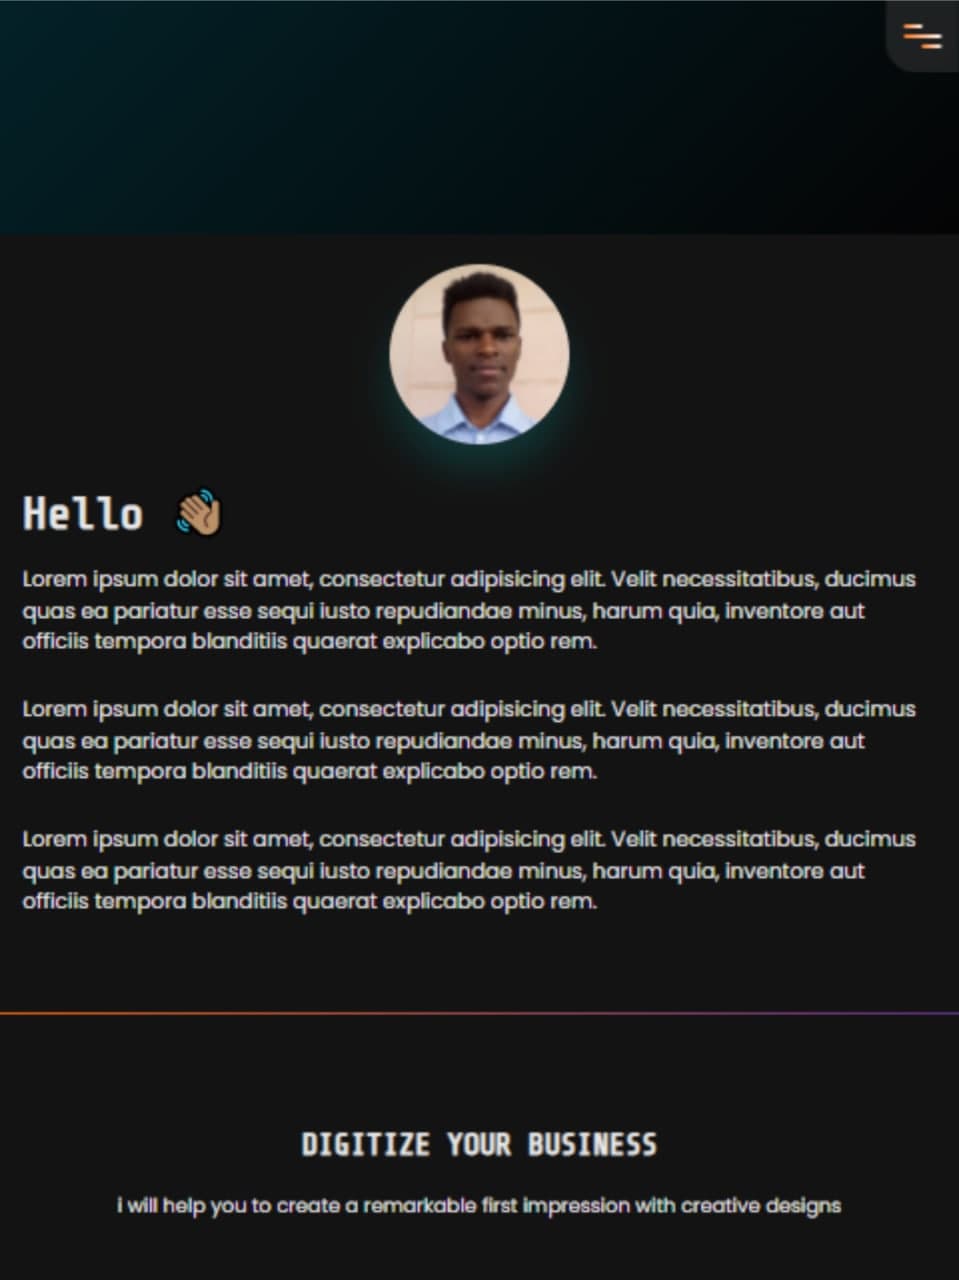 Hello 👋🏽
Lorem ipsum dolor sit amet, consectetur adipisicing elit. Velit necessitatibus, ducimus
quas ea pariatur esse sequi iusto repudiandae minus, harum quia, inventore aut
officiis tempora blanditiis quaerat explicabo optio rem.
Lorem ipsum dolor sit amet, consectetur adipisicing elit. Velit necessitatibus, ducimus
quas ea pariatur esse sequi iusto repudiandae minus, harum quia, inventore aut
officiis tempora blanditiis quaerat explicabo optio rem.
Lorem ipsum dolor sit amet, consectetur adipisicing elit. Velit necessitatibus, ducimus
quas ea pariatur esse sequi iusto repudiandae minus, harum quia, inventore aut
officiis tempora blanditiis quaerat explicabo optio rem.
DIGITIZE YOUR BUSINESS
i will help you to create a remarkable first impression with creative designs